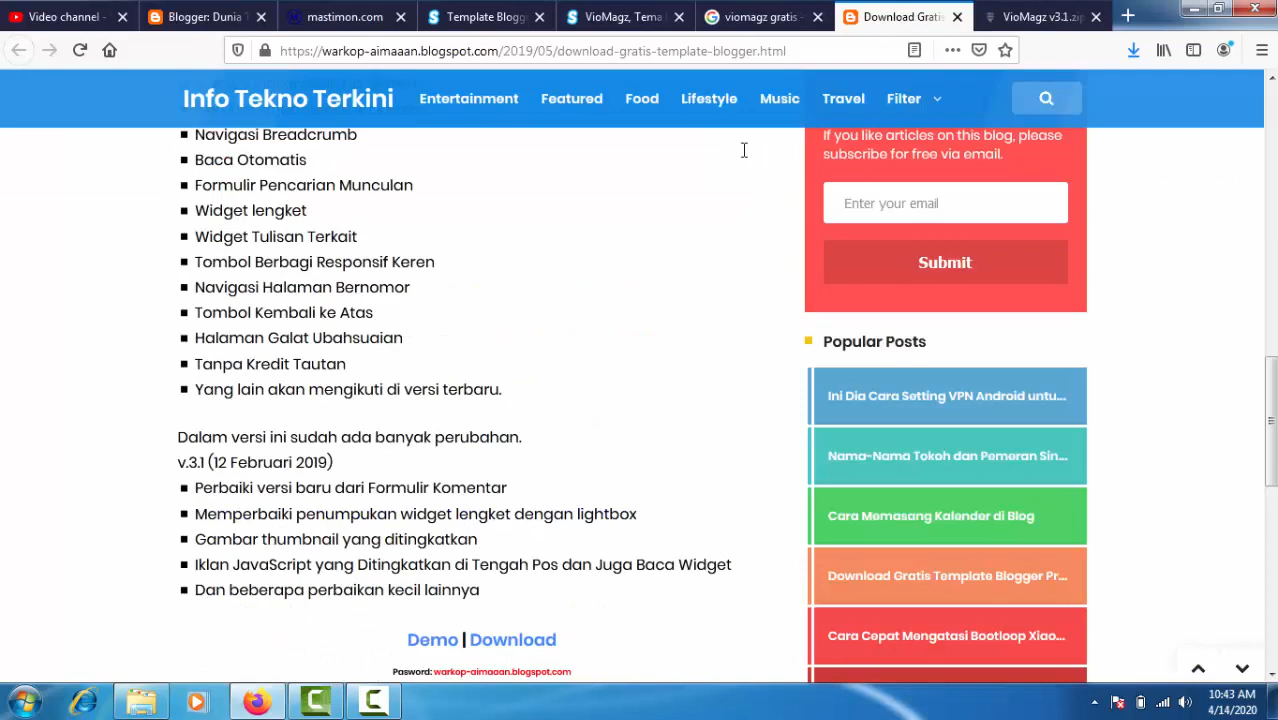 Video channel -
Blogger: Dunia T
mastimon.com
Template Blogg
VioMagz, Tema
viomagz gratis -
Download Gratis
VioMagz v3.1.zip
https://warkop-aimaaan.blogspot.com/2019/05/download-gratis-template-blogger.html
Info Tekno Terkini
Entertainment
Featured
Food
Lifestyle
Music
Travel
Filter
Navigasi Breadcrumb
Baca Otomatis
Formulir Pencarian Munculan
Widget lengket
Widget Tulisan Terkait
Tombol Berbagi Responsif Keren
Navigasi Halaman Bernomor
Tombol Kembali ke Atas
Halaman Galat Ubahsuaian
Tanpa Kredit Tautan
Yang lain akan mengikuti di versi terbaru.
Dalam versi ini sudah ada banyak perubahan.
v.3.1 (12 Februari 2019)
Perbaiki versi baru dari Formulir Komentar
Memperbaiki penumpukan widget lengket dengan lightbox
Gambar thumbnail yang ditingkatkan
Iklan JavaScript yang Ditingkatkan di Tengah Pos dan Juga Baca Widget
Dan beberapa perbaikan kecil lainnya
Demo | Download
Pasword: warkop-aimaaan.blogspot.com
If you like articles on this blog, please
subscribe for free via email.
Enter your email
Submit
Popular Posts
Ini Dia Cara Setting VPN Android untu...
Nama-Nama Tokoh dan Pemeran Sin...
Cara Memasang Kalender di Blog
Download Gratis Template Blogger Pr...
Cara Cepat Mengatasi Bootloop Xiao...
10:43 AM
4/14/2020